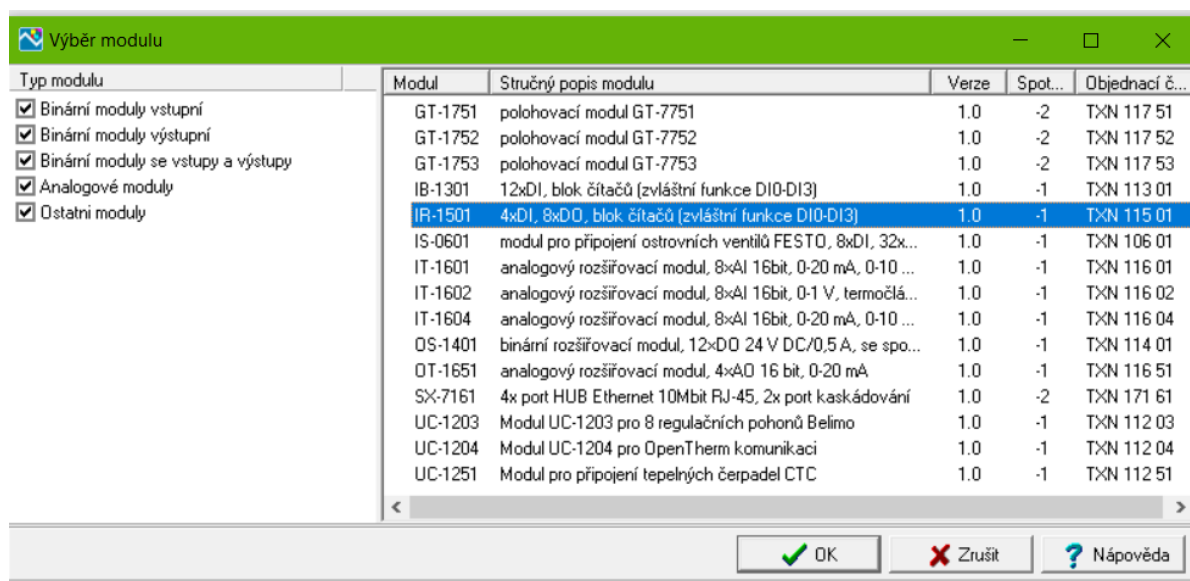 Výběr modulu
Typ modulu
Binární moduly vstupní
Binární moduly výstupní
Binární moduly se vstupy a výstupy
Analogové moduly
Ostatni moduly
Modul Stručný popis modulu Verze Spot... Objednací č...
GT-1751 polohovací modul GT-7751 1.0 -2 TXN 117 51
GT-1752 polohovací modul GT-7752 1.0 -2 TXN 117 52
GT-1753 polohovací modul GT-7753 1.0 -2 TXN 117 53
IB-1301 12xDI, blok čítačů (zvláštní funkce DI0-DI3) 1.0 -1 TXN 113 01
IR-1501 4xDI, 8xDO, blok čítačů (zvláštní funkce DI0-DI3) 1.0 -1 TXN 115 01
IS-0601 modul pro připojení ostrovních ventilů FESTO, 8xDI, 32x... 1.0 -1 TXN 106 01
IT-1601 analogový rozšiřovací modul, 8×AI 16bit, 0-20 mA, 0-10 ... 1.0 -1 TXN 116 01
IT-1602 analogový rozšiřovací modul, 8×AI 16bit, 0-1 V, termočlá... 1.0 -1 TXN 116 02
IT-1604 analogový rozšiřovací modul, 8×AI 16bit, 0-20 mA, 0-10 ... 1.0 -1 TXN 116 04
OS-1401 binární rozšiřovací modul, 12×DO 24 V DC/0,5 A, se spo... 1.0 -1 TXN 114 01
OT-1651 analogový rozšiřovací modul, 4×AO 16 bit, 0-20 mA 1.0 -1 TXN 116 51
SX-7161 4x port HUB Ethernet 10Mbit RJ-45, 2x port kaskádování 1.0 -2 TXN 171 61
UC-1203 Modul UC-1203 pro 8 regulačních pohonů Belimo 1.0 -1 TXN 112 03
UC-1204 Modul UC-1204 pro OpenTherm komunikaci 1.0 -1 TXN 112 04
UC-1251 Modul pro připojení tepelných čerpadel CTC 1.0 -1 TXN 112 51
OK Zrušit Nápověda